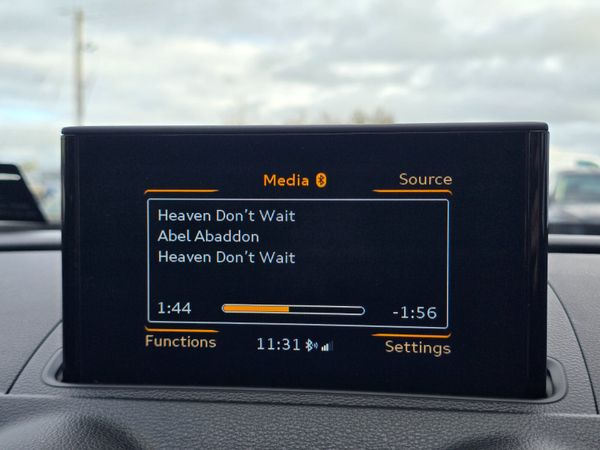 Media
Source
Heaven Don't Wait
Abel Abaddon
Heaven Don't Wait
1:44
-1:56
Functions
11:31
Settings